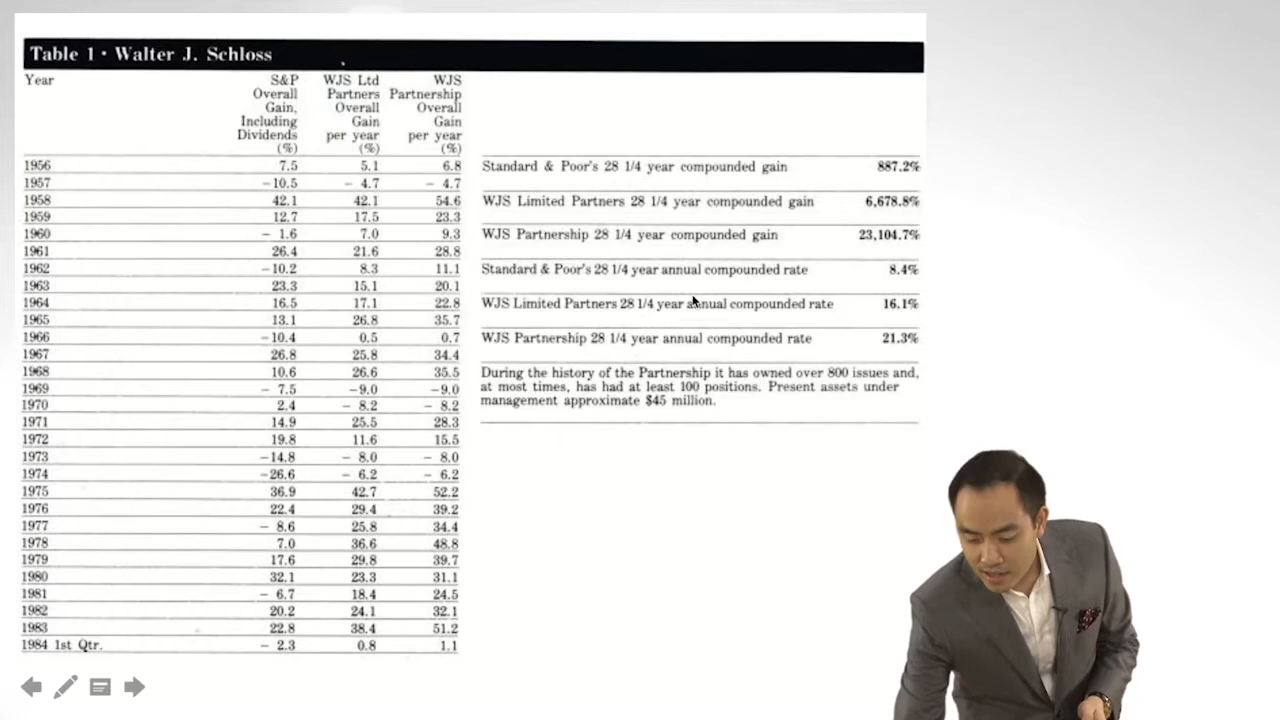 Table 1 · Walter J. Schloss
Year S&P Overall Gain, Including Dividends (%) WJS Ltd Partners Overall Gain per year (%) WJS Partnership Overall Gain per year (%)
1956 7.5 5.1 6.8
1957 −10.5 − 4.7 − 4.7
1958 42.1 42.1 54.6
1959 12.7 17.5 23.3
1960 − 1.6 7.0 9.3
1961 26.4 21.6 28.8
1962 −10.2 8.3 11.1
1963 23.3 15.1 20.1
1964 16.5 17.1 22.8
1965 13.1 26.8 35.7
1966 −10.4 0.5 0.7
1967 26.8 25.8 34.4
1968 10.6 26.6 35.5
1969 − 7.5 −9.0 −9.0
1970 2.4 − 8.2 − 8.2
1971 14.9 25.5 28.3
1972 19.8 11.6 15.5
1973 −14.8 − 8.0 − 8.0
1974 −26.6 − 6.2 − 6.2
1975 36.9 42.7 52.2
1976 22.4 29.4 39.2
1977 − 8.6 25.8 34.4
1978 7.0 36.6 48.8
1979 17.6 29.8 39.7
1980 32.1 23.3 31.1
1981 − 6.7 18.4 24.5
1982 20.2 24.1 32.1
1983 22.8 38.4 51.2
1984 1st Qtr. − 2.3 0.8 1.1
Standard & Poor's 28 1/4 year compounded gain 887.2%
WJS Limited Partners 28 1/4 year compounded gain 6,678.8%
WJS Partnership 28 1/4 year compounded gain 23,104.7%
Standard & Poor's 28 1/4 year annual compounded rate 8.4%
WJS Limited Partners 28 1/4 year annual compounded rate 16.1%
WJS Partnership 28 1/4 year annual compounded rate 21.3%
During the history of the Partnership it has owned over 800 issues and,
at most times, has had at least 100 positions. Present assets under
management approximate $45 million.